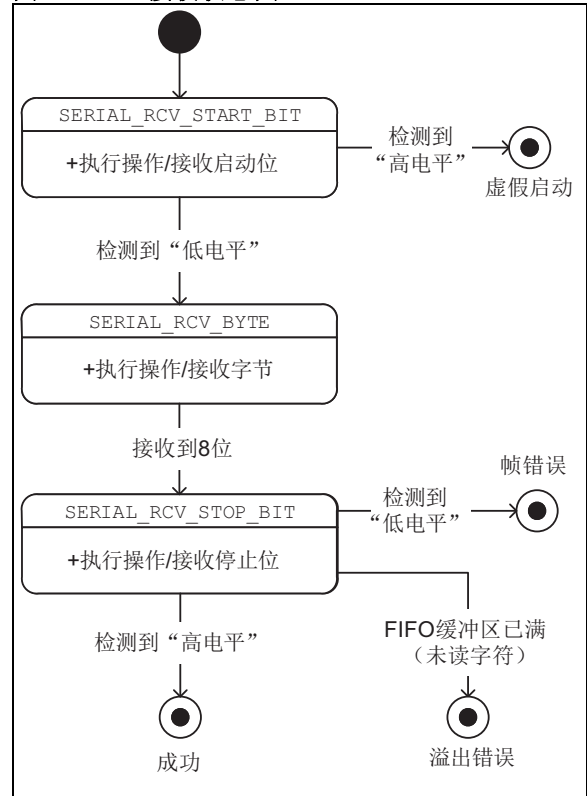 SERIAL_RCV_START_BIT
+执行操作/接收启动位
检测到
“高电平”
虚假启动
检测到“低电平”
SERIAL_RCV_BYTE
+执行操作/接收字节
接收到8位
SERIAL_RCV_STOP_BIT
+执行操作/接收停止位
检测到
“低电平”
帧错误
检测到“高电平”
FIFO缓冲区已满
（未读字符）
成功
溢出错误